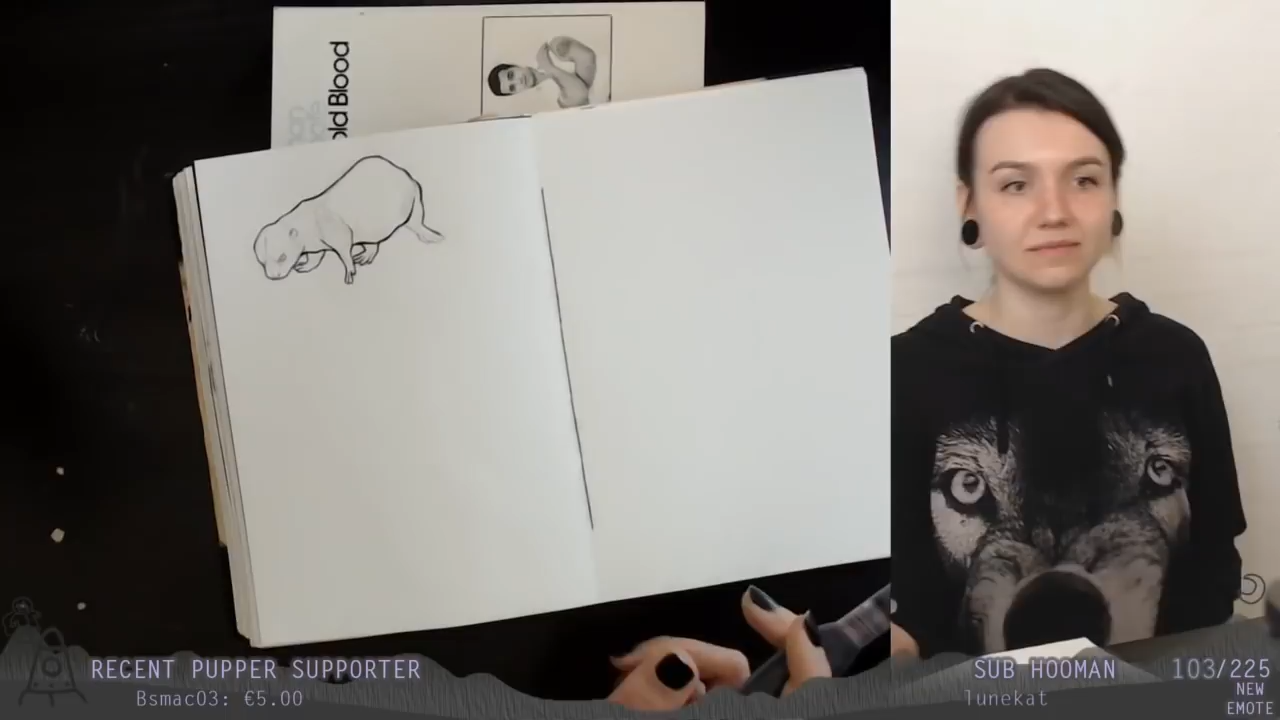 old Blood
RECENT PUPPER SUPPORTER
Bsmac03: €5.00
SUB HOOMAN
lunekat
103/225
NEW
EMOTE